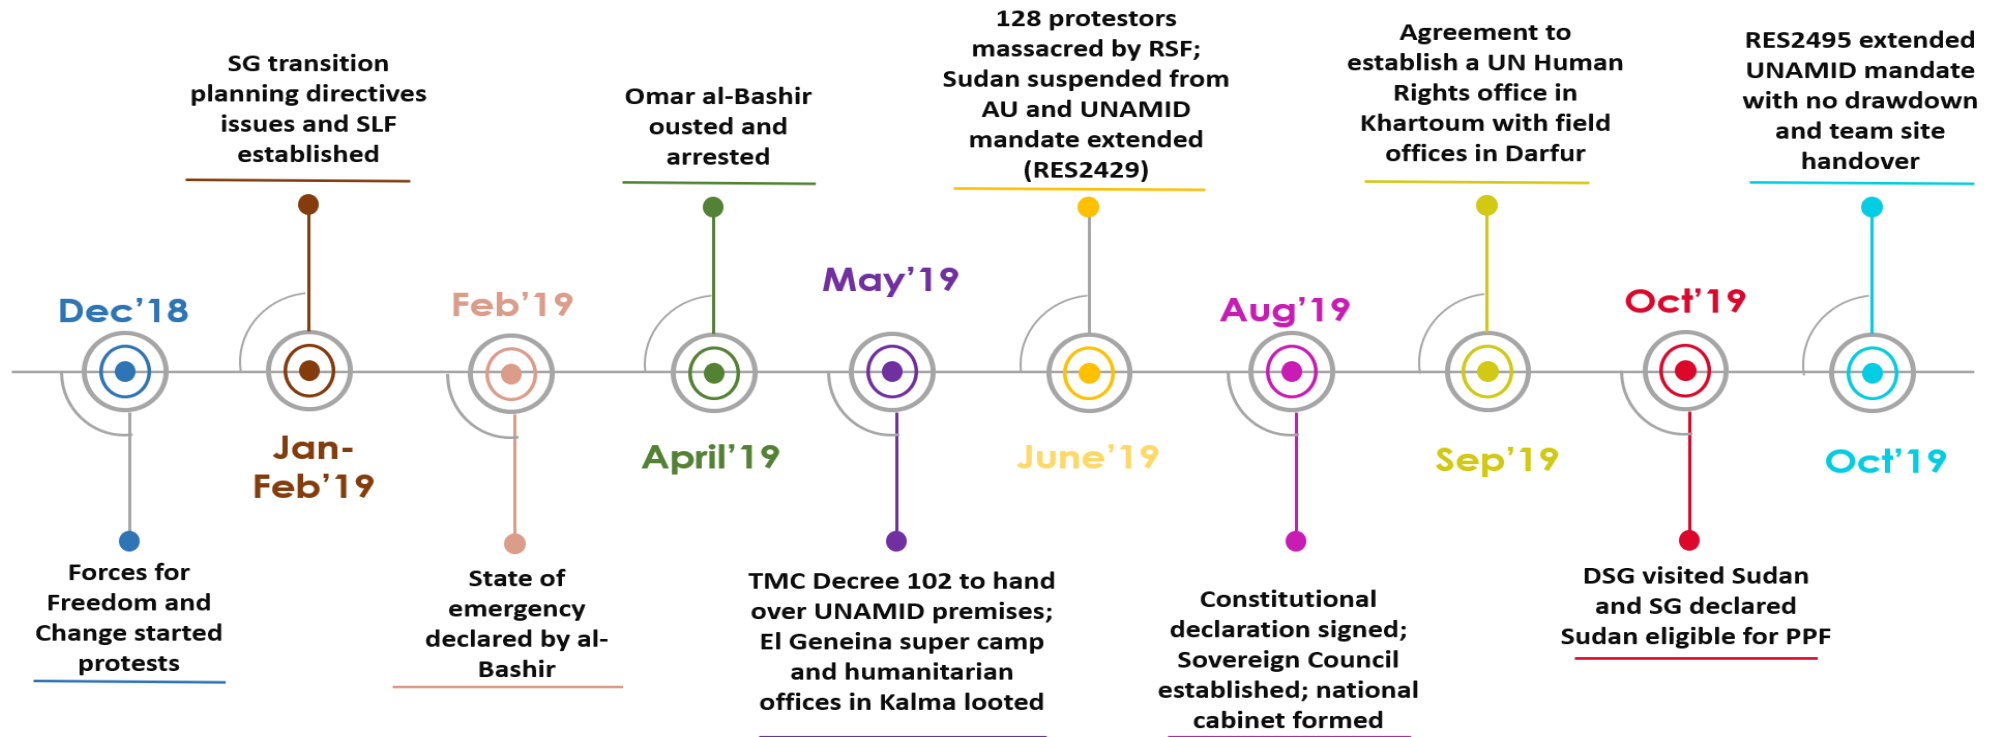 Dec’18
Forces for
Freedom and
Change started
protests
SG transition
planning directives
issues and SLF
established
Jan-
Feb’19
Feb’19
State of
emergency
declared by al-
Bashir
Omar al-Bashir
ousted and
arrested
April’19
May’19
TMC Decree 102 to hand
over UNAMID premises;
El Geneina super camp
and humanitarian
offices in Kalma looted
128 protestors
massacred by RSF;
Sudan suspended from
AU and UNAMID
mandate extended
(RES2429)
June’19
Aug’19
Constitutional
declaration signed;
Sovereign Council
established; national
cabinet formed
Agreement to
establish a UN Human
Rights office in
Khartoum with field
offices in Darfur
Sep’19
Oct’19
DSG visited Sudan
and SG declared
Sudan eligible for PPF
RES2495 extended
UNAMID mandate
with no drawdown
and team site
handover
Oct’19